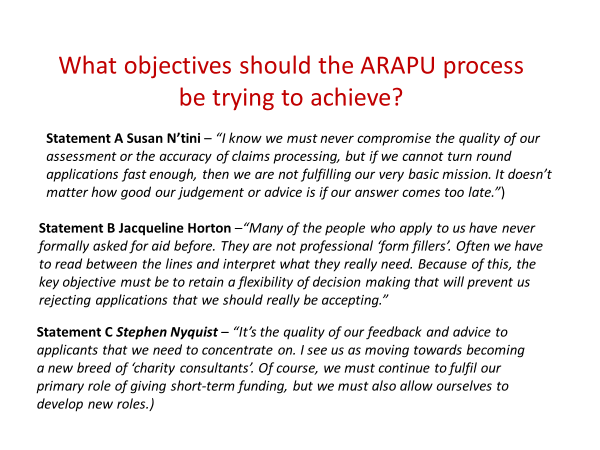 What objectives should the ARAPU process
be trying to achieve?
Statement A Susan N’tini – “I know we must never compromise the quality of our
assessment or the accuracy of claims processing, but if we cannot turn round
applications fast enough, then we are not fulfilling our very basic mission. It doesn’t
matter how good our judgement or advice is if our answer comes too late.”)
Statement B Jacqueline Horton –“Many of the people who apply to us have never
formally asked for aid before. They are not professional ‘form fillers’. Often we have
to read between the lines and interpret what they really need. Because of this, the
key objective must be to retain a flexibility of decision making that will prevent us
rejecting applications that we should really be accepting.”
Statement C Stephen Nyquist – “It’s the quality of our feedback and advice to
applicants that we need to concentrate on. I see us as moving towards becoming
a new breed of ‘charity consultants’. Of course, we must continue to fulfil our
primary role of giving short-term funding, but we must also allow ourselves to
develop new roles.)